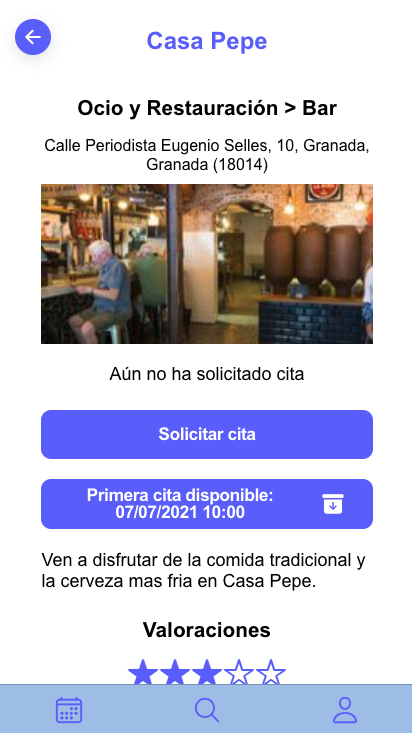 Casa Pepe
Ocio y Restauración > Bar
Calle Periodista Eugenio Selles, 10, Granada,
Granada (18014)
Aún no ha solicitado cita
Solicitar cita
Primera cita disponible:
07/07/2021 10:00
Ven a disfrutar de la comida tradicional y
la cerveza mas fria en Casa Pepe.
Valoraciones